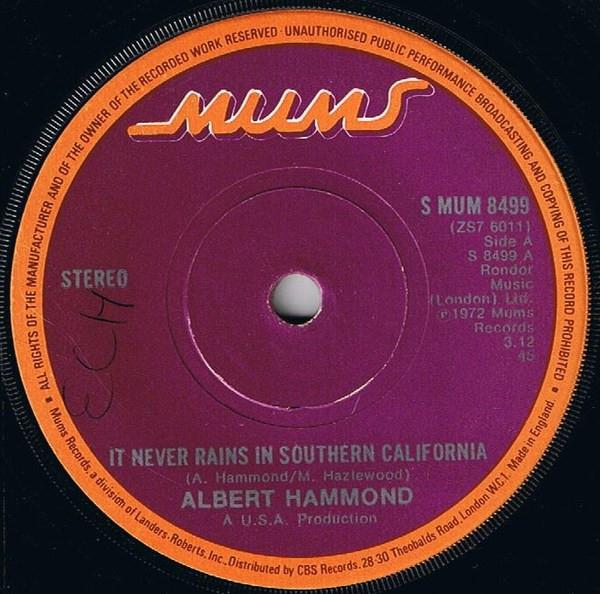 ■ ALL RIGHTS OF THE MANUFACTURER AND OF THE OWNER OF THE RECORDED WORK RESERVED · UNAUTHORISED PUBLIC PERFORMANCE BROADCASTING AND COPYING OF THIS RECORD PROHIBITED ■
mums
S MUM 8499
(ZS7 6011)
Side A
S 8499 A
Rondor
Music
(London) Ltd.
℗1972 Mums
Records
3.12
45
STEREO
ECH
IT NEVER RAINS IN SOUTHERN CALIFORNIA
(A. Hammond/M. Hazlewood)
ALBERT HAMMOND
A U.S.A. Production
Mums Records, a division of Landers-Roberts, Inc., Distributed by CBS Records, 28-30 Theobalds Road, London W.C.1. Made in England.